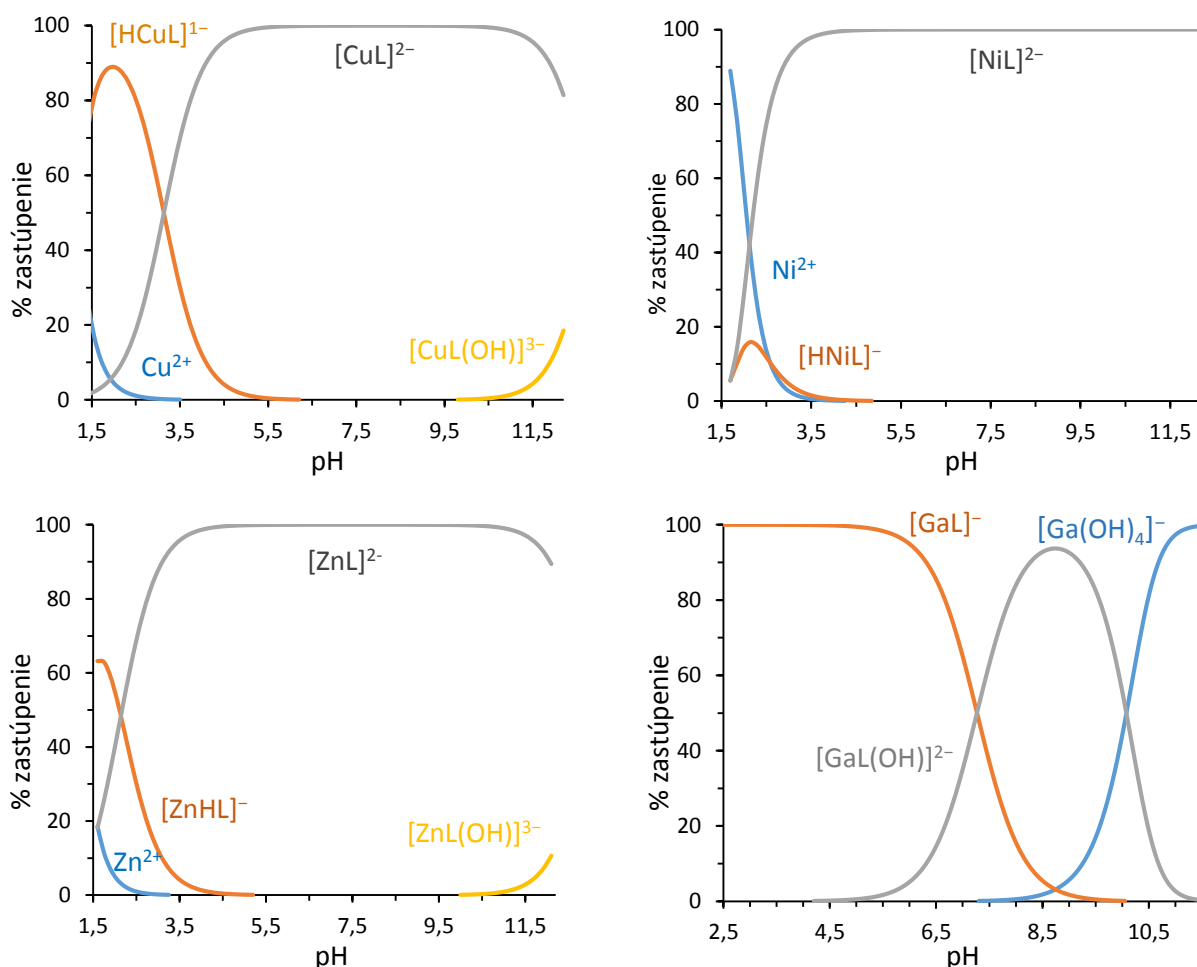 100
[HCuL]¹⁻
[CuL]²⁻
80
60
% zastúpenie
40
20
Cu²⁺
[CuL(OH)]³⁻
0
1,5 3,5 5,5 7,5 9,5 11,5
pH
100
[NiL]²⁻
80
60
% zastúpenie
40
Ni²⁺
20
[HNiL]⁻
0
1,5 3,5 5,5 7,5 9,5 11,5
pH
100
[ZnL]²⁻
80
60
% zastúpenie
40
20
[ZnHL]⁻
[ZnL(OH)]³⁻
Zn²⁺
0
1,5 3,5 5,5 7,5 9,5 11,5
pH
100
[GaL]⁻
[Ga(OH)₄]⁻
80
60
% zastúpenie
40
[GaL(OH)]²⁻
20
0
2,5 4,5 6,5 8,5 10,5
pH